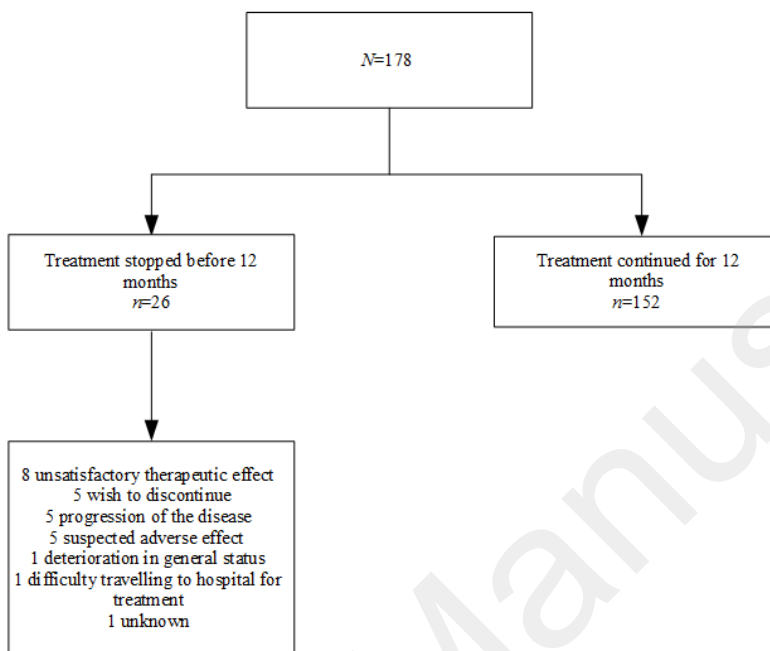 N=178
Treatment stopped before 12
months
n=26
Treatment continued for 12
months
n=152
8 unsatisfactory therapeutic effect
5 wish to discontinue
5 progression of the disease
5 suspected adverse effect
1 deterioration in general status
1 difficulty travelling to hospital for
treatment
1 unknown
Manus